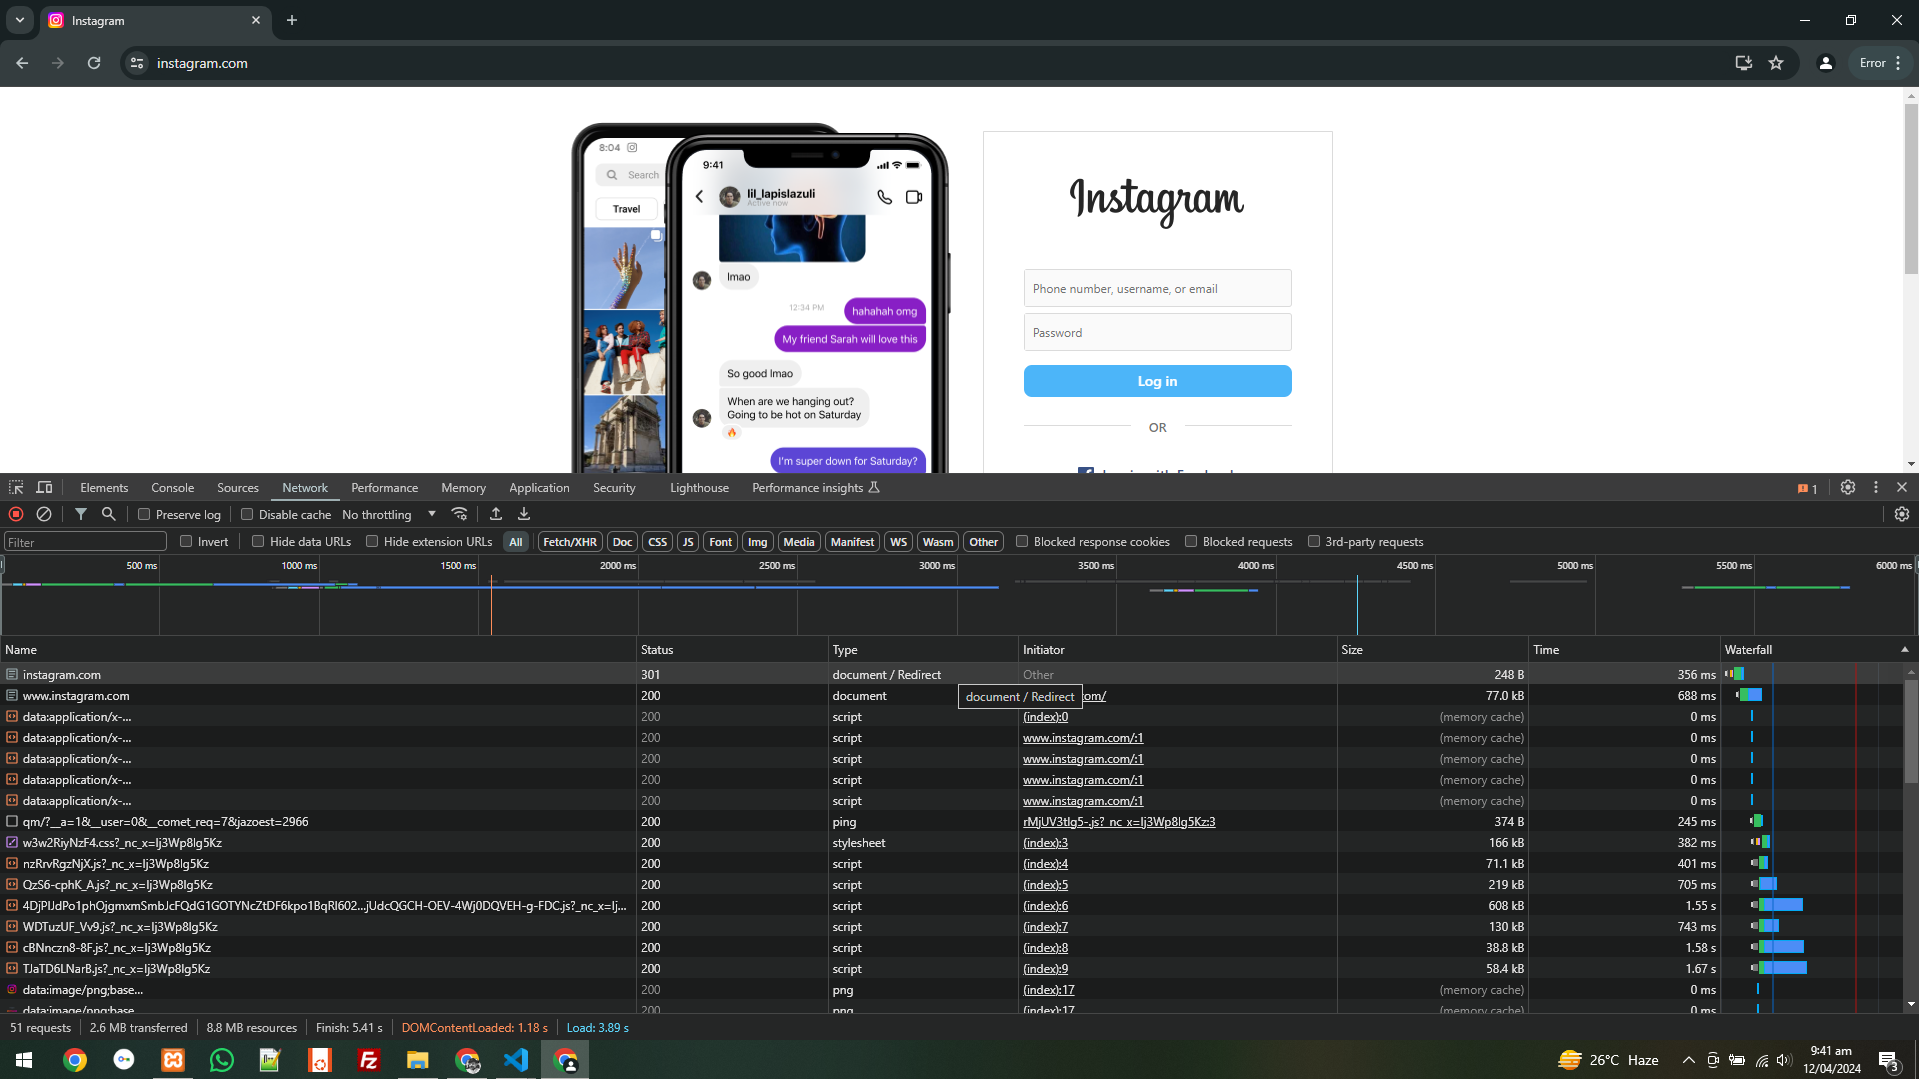 Instagram
instagram.com
Error
8:04
Search
Travel
9:41
lil_lapislazuli
Active now
lmao
12:34 PM
hahahah omg
My friend Sarah will love this
So good lmao
When are we hanging out?
Going to be hot on Saturday
I'm super down for Saturday?
Instagram
Phone number, username, or email
Password
Log in
OR
Elements Console Sources Network Performance Memory Application Security Lighthouse Performance insights 1
Preserve log Disable cache No throttling
Filter Invert Hide data URLs Hide extension URLs All Fetch/XHR Doc CSS JS Font Img Media Manifest WS Wasm Other Blocked response cookies Blocked requests 3rd-party requests
500 ms 1000 ms 1500 ms 2000 ms 2500 ms 3000 ms 3500 ms 4000 ms 4500 ms 5000 ms 5500 ms 6000 ms
Name Status Type Initiator Size Time Waterfall
instagram.com 301 document / Redirect Other 248 B 356 ms
www.instagram.com 200 document om/ 77.0 kB 688 ms
document / Redirect
data:application/x-... 200 script (index):0 (memory cache) 0 ms
data:application/x-... 200 script www.instagram.com/:1 (memory cache) 0 ms
data:application/x-... 200 script www.instagram.com/:1 (memory cache) 0 ms
data:application/x-... 200 script www.instagram.com/:1 (memory cache) 0 ms
data:application/x-... 200 script www.instagram.com/:1 (memory cache) 0 ms
qm/?__a=1&__user=0&__comet_req=7&jazoest=2966 200 ping rMjUV3tIg5-.js?_nc_x=Ij3Wp8lg5Kz:3 374 B 245 ms
w3w2RiyNzF4.css?_nc_x=Ij3Wp8lg5Kz 200 stylesheet (index):3 166 kB 382 ms
nzRrvRgzNjX.js?_nc_x=Ij3Wp8lg5Kz 200 script (index):4 71.1 kB 401 ms
QzS6-cphK_A.js?_nc_x=Ij3Wp8lg5Kz 200 script (index):5 219 kB 705 ms
4DjPIJdPo1phOjgmxmSmbJcFQdG1GOTYNcZtDF6kpo1BqRl602...jUdcQGCH-OEV-4Wj0DQVEH-g-FDC.js?_nc_x=Ij... 200 script (index):6 608 kB 1.55 s
WDTuzUF_Vv9.js?_nc_x=Ij3Wp8lg5Kz 200 script (index):7 130 kB 743 ms
cBNnczn8-8F.js?_nc_x=Ij3Wp8lg5Kz 200 script (index):8 38.8 kB 1.58 s
TJaTD6LNarB.js?_nc_x=Ij3Wp8lg5Kz 200 script (index):9 58.4 kB 1.67 s
data:image/png;base... 200 png (index):17 (memory cache) 0 ms
data:image/png;base... 200 png (index):17 (memory cache) 0 ms
51 requests 2.6 MB transferred 8.8 MB resources Finish: 5.41 s DOMContentLoaded: 1.18 s Load: 3.89 s
26°C Haze
9:41 am
12/04/2024
3